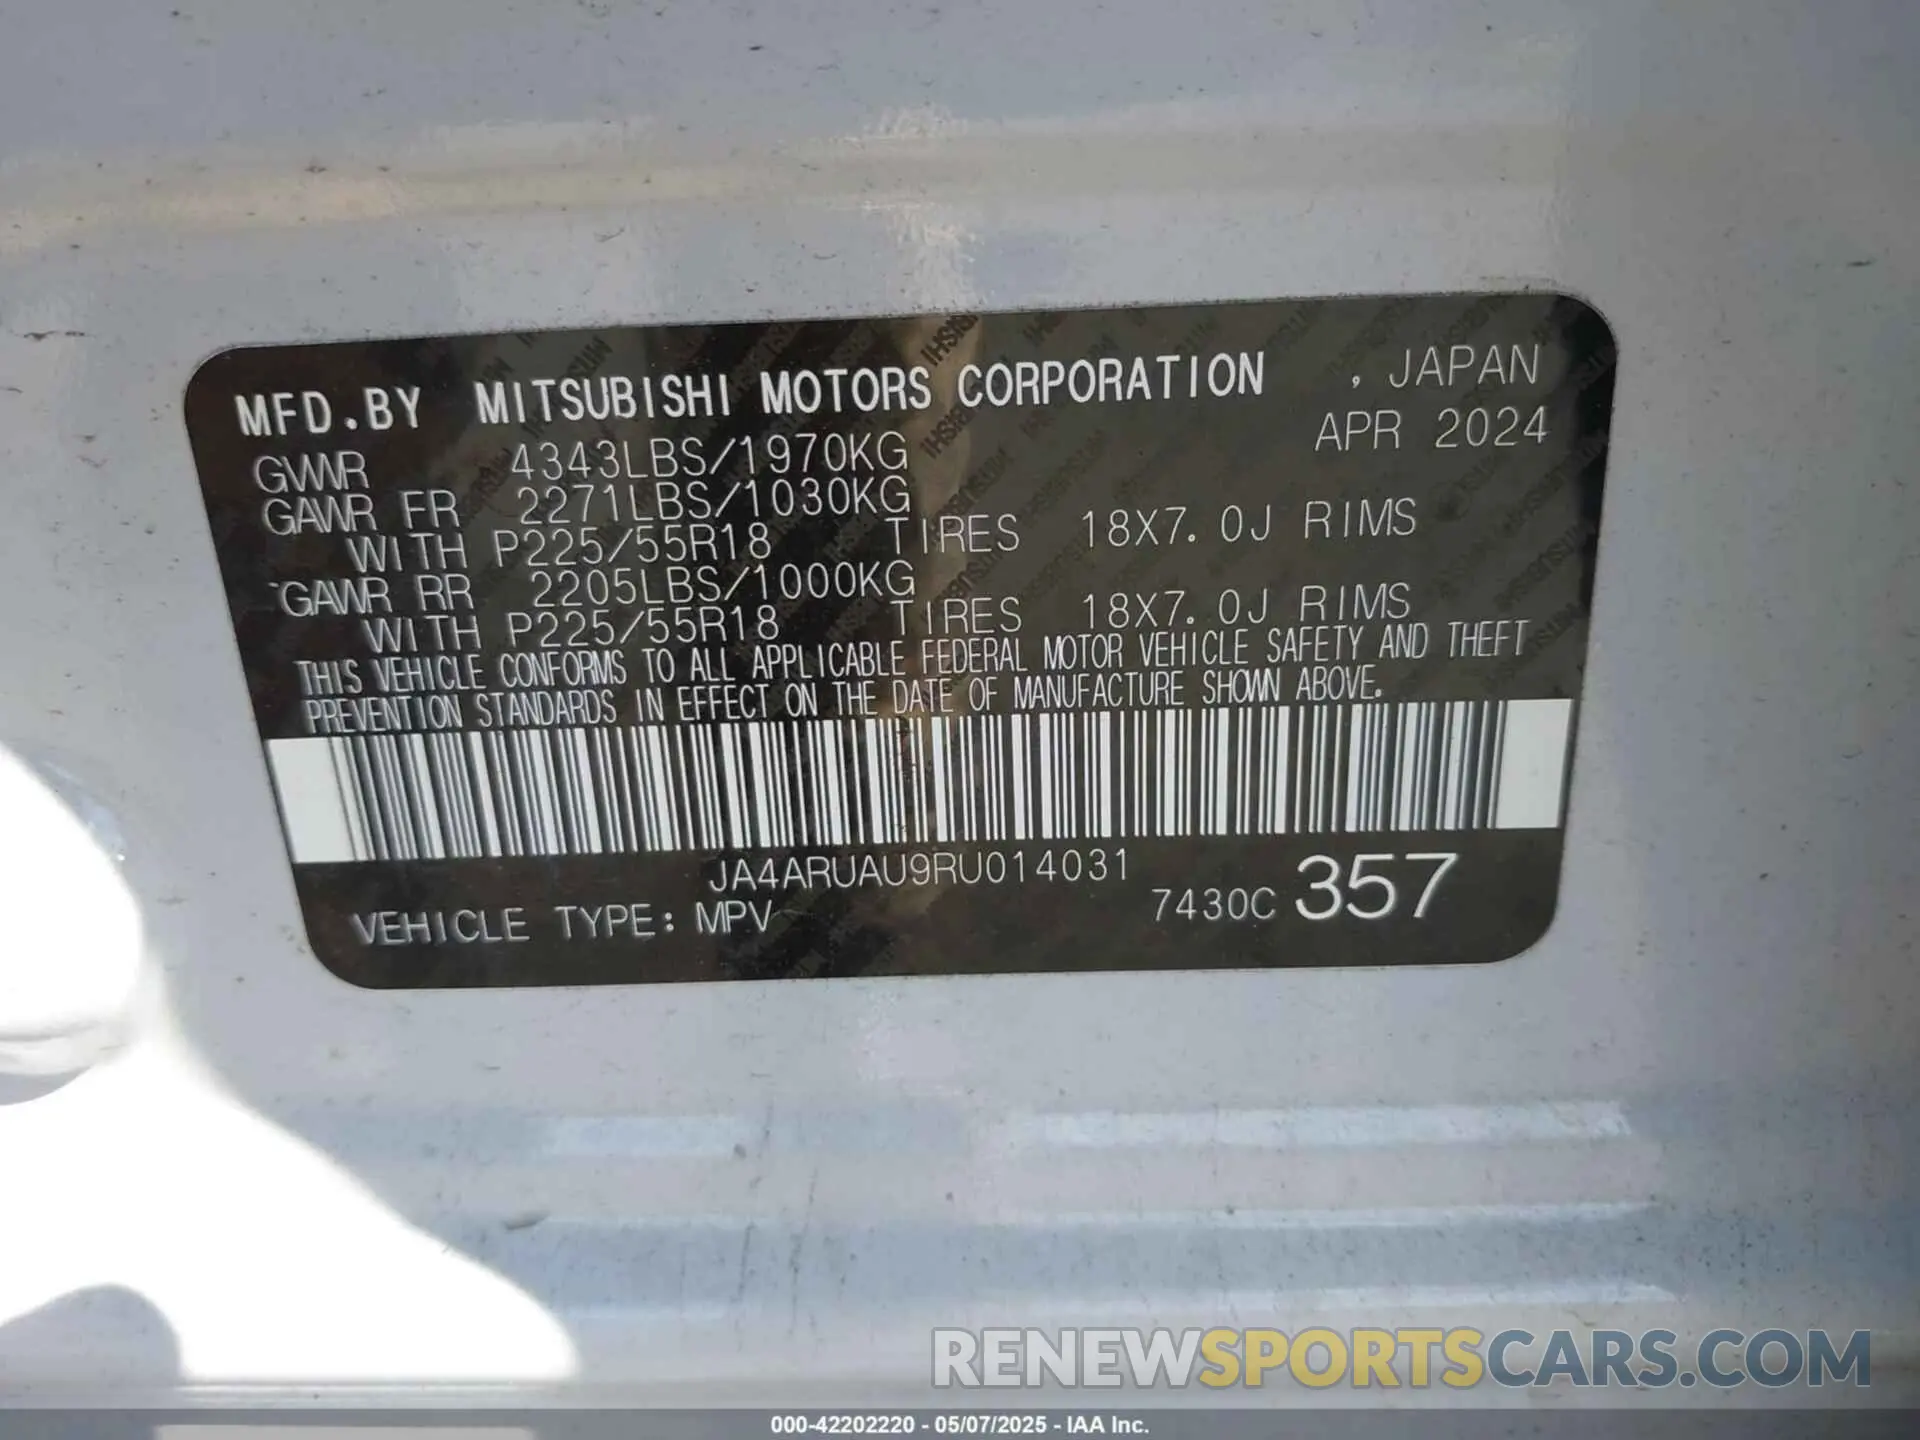 MFD.BY MITSUBISHI MOTORS CORPORATION , JAPAN
APR 2024
GVWR 4343LBS/1970KG
GAWR FR 2271LBS/1030KG
WITH P225/55R18 TIRES 18X7.0J RIMS
GAWR RR 2205LBS/1000KG
WITH P225/55R18 TIRES 18X7.0J RIMS
THIS VEHICLE CONFORMS TO ALL APPLICABLE FEDERAL MOTOR VEHICLE SAFETY AND THEFT
PREVENTION STANDARDS IN EFFECT ON THE DATE OF MANUFACTURE SHOWN ABOVE.
JA4ARUAU9RU014031
VEHICLE TYPE: MPV 7430C 357
RENEWSPORTSCARS.COM
000-42202220 - 05/07/2025 - IAA Inc.